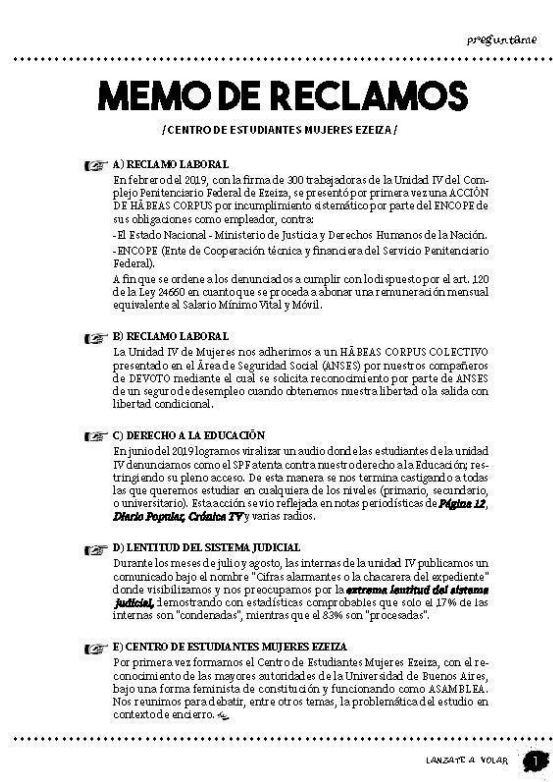 preguntáme
MEMO DE RECLAMOS
/ CENTRO DE ESTUDIANTES MUJERES EZEIZA /
A) RECLAMO LABORAL
En febrero del 2019, con la firma de 300 trabajadoras de la Unidad IV del Com-
plejo Penitenciario Federal de Ezeiza, se presentó por primera vez una ACCIÓN
DE HÁBEAS CORPUS por incumplimiento sistemático por parte del ENCOPE de
sus obligaciones como empleador, contra:
-El Estado Nacional - Ministerio de Justicia y Derechos Humanos de la Nación.
-ENCOPE (Ente de Cooperación técnica y financiera del Servicio Penitenciario
Federal).
A fin que se ordene a los denunciados a cumplir con lo dispuesto por el art. 120
de la Ley 24660 en cuanto que se proceda a abonar una remuneración mensual
equivalente al Salario Mínimo Vital y Móvil.
B) RECLAMO LABORAL
La Unidad IV de Mujeres nos adherimos a un HÁBEAS CORPUS COLECTIVO
presentado en el Área de Seguridad Social (ANSES) por nuestros compañeros
de DEVOTO mediante el cual se solicita reconocimiento por parte de ANSES
de un seguro de desempleo cuando obtenemos nuestra libertad o la salida con
libertad condicional.
C) DERECHO A LA EDUCACIÓN
En junio del 2019 logramos viralizar un audio donde las estudiantes de la unidad
IV denunciamos como el SPF atenta contra nuestro derecho a la Educación; res-
tringiendo su pleno acceso. De esta manera se nos termina castigando a todas
las que queremos estudiar en cualquiera de los niveles (primario, secundario,
o universitario). Esta acción se vio reflejada en notas periodísticas de Página 12,
Diario Popular, Crónica TV y varias radios.
D) LENTITUD DEL SISTEMA JUDICIAL
Durante los meses de julio y agosto, las internas de la unidad IV publicamos un
comunicado bajo el nombre "Cifras alarmantes o la chacarera del expediente"
donde visibilizamos y nos preocupamos por la extrema lentitud del sistema
judicial, demostrando con estadísticas comprobables que solo el 17% de las
internas son "condenadas", mientras que el 83% son "procesadas".
E) CENTRO DE ESTUDIANTES MUJERES EZEIZA
Por primera vez formamos el Centro de Estudiantes Mujeres Ezeiza, con el re-
conocimiento de las mayores autoridades de la Universidad de Buenos Aires,
bajo una forma feminista de constitución y funcionando como ASAMBLEA.
Nos reunimos para debatir, entre otros temas, la problemática del estudio en
contexto de encierro.
LANZATE A VOLAR 1